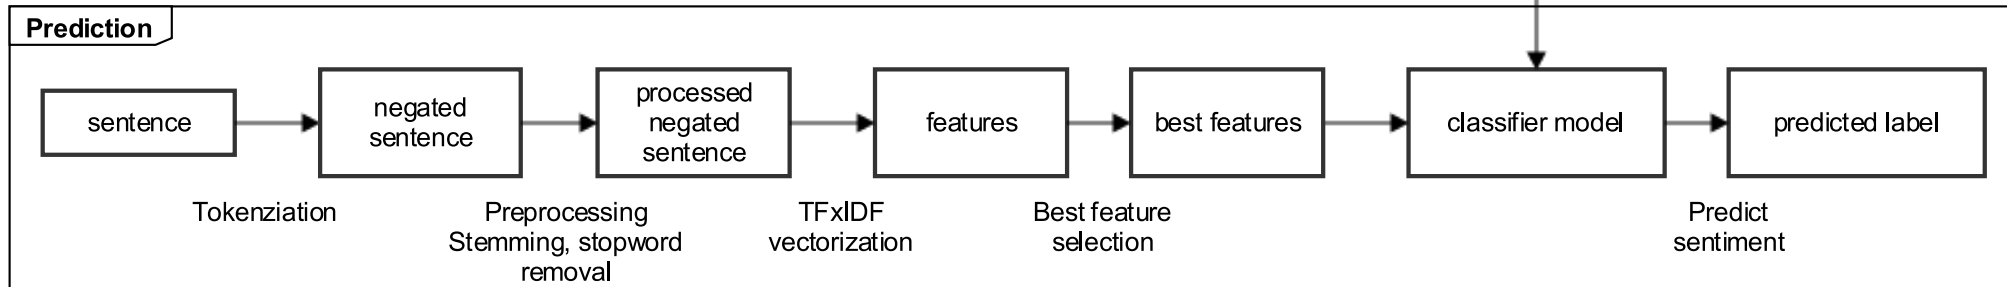 Prediction
sentence
negated
sentence
processed
negated
sentence
features
best features
classifier model
predicted label
Tokenziation
Preprocessing
Stemming, stopword
removal
TFxIDF
vectorization
Best feature
selection
Predict
sentiment